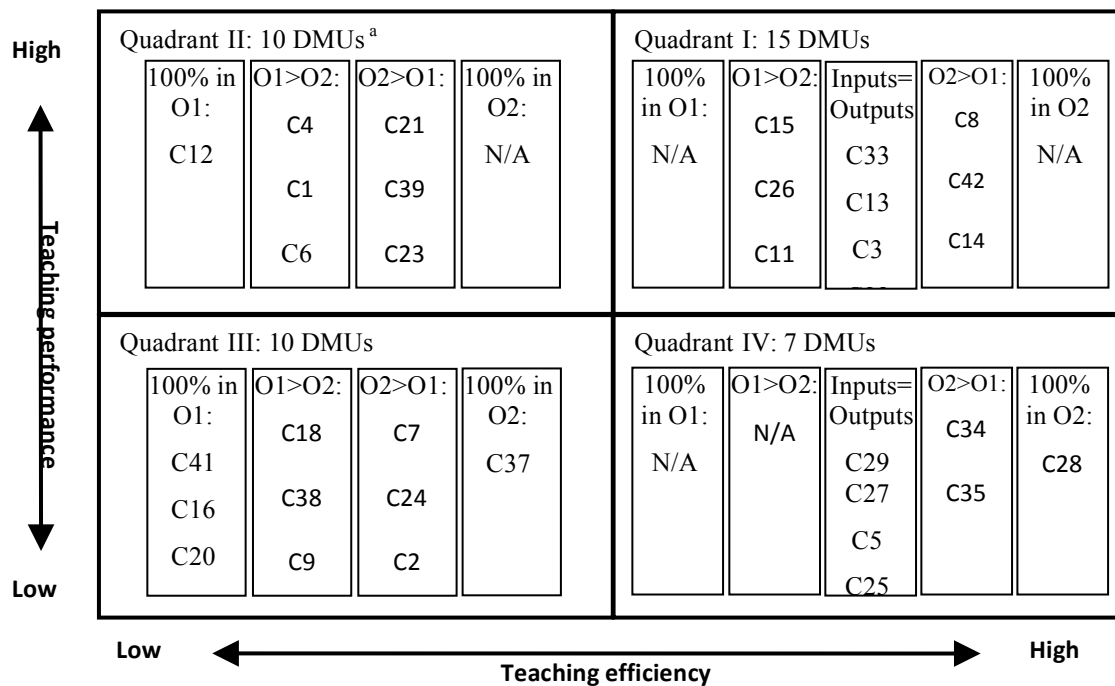 High
Teaching performance
Low
Quadrant II: 10 DMUs a
100% in
O1:
C12
O1>O2:
C4
C1
C6
O2>O1:
C21
C39
C23
100% in
O2:
N/A
Quadrant I: 15 DMUs
100%
in O1:
N/A
O1>O2:
C15
C26
C11
Inputs=
Outputs
C33
C13
C3
O2>O1:
C8
C42
C14
100%
in O2
N/A
Quadrant III: 10 DMUs
100% in
O1:
C41
C16
C20
O1>O2:
C18
C38
C9
O2>O1:
C7
C24
C2
100% in
O2:
C37
Quadrant IV: 7 DMUs
100%
in O1:
N/A
O1>O2:
N/A
Inputs=
Outputs
C29
C27
C5
C25
O2>O1:
C34
C35
100%
in O2:
C28
Low
Teaching efficiency
High